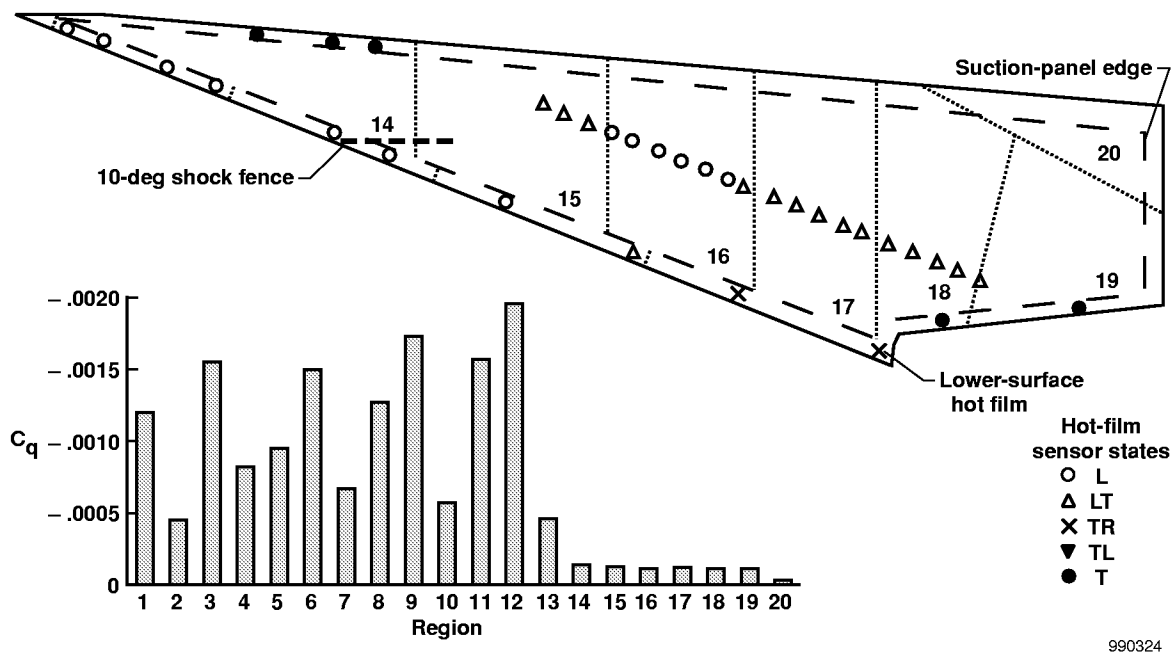 Suction-panel edge
14
20
10-deg shock fence
15
16
17
18
19
Lower-surface
hot film
Hot-film
sensor states
L
LT
TR
TL
T
– .0020
– .0015
– .0010
– .0005
0
Cq
1 2 3 4 5 6 7 8 9 10 11 12 13 14 15 16 17 18 19 20
Region
990324